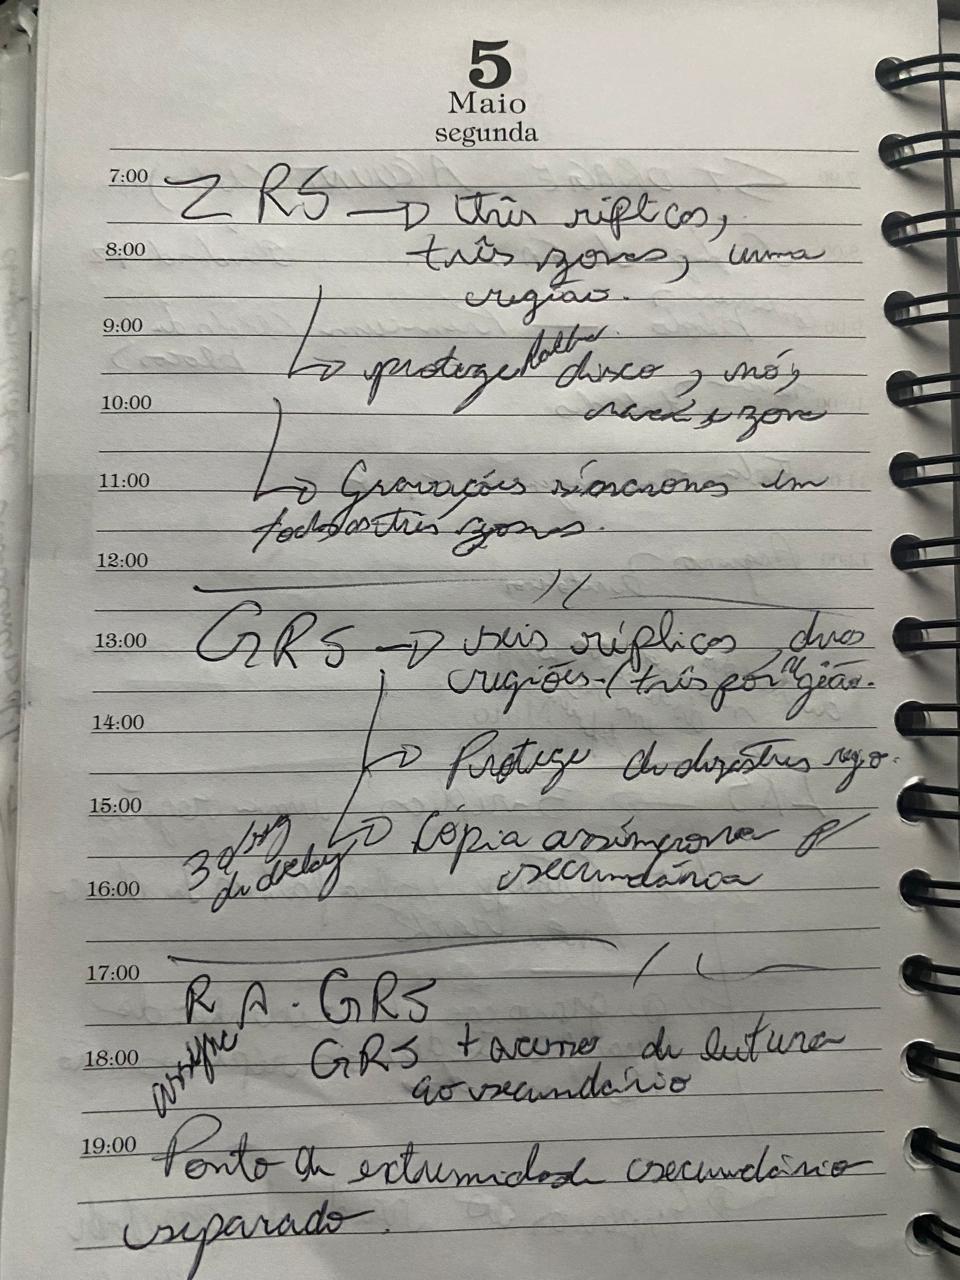 5
Maio
segunda
7:00
ZRS → três réplicas,
8:00
três zonas, uma
região.
9:00
↳ protege falha disco, nó,
10:00
e zona
11:00
↳ Gravações síncronas em
todas as três zonas.
12:00
13:00
GRS → seis réplicas, duas
regiões (três por região.
14:00
↳ Protege de desastres
15:00
↳ Cópia assíncrona p/
secundária
de delay
16:00
17:00
RA-GRS
18:00
GRS + acesso de leitura
ao secundário
19:00
Ponto de extremidade secundário
separado.